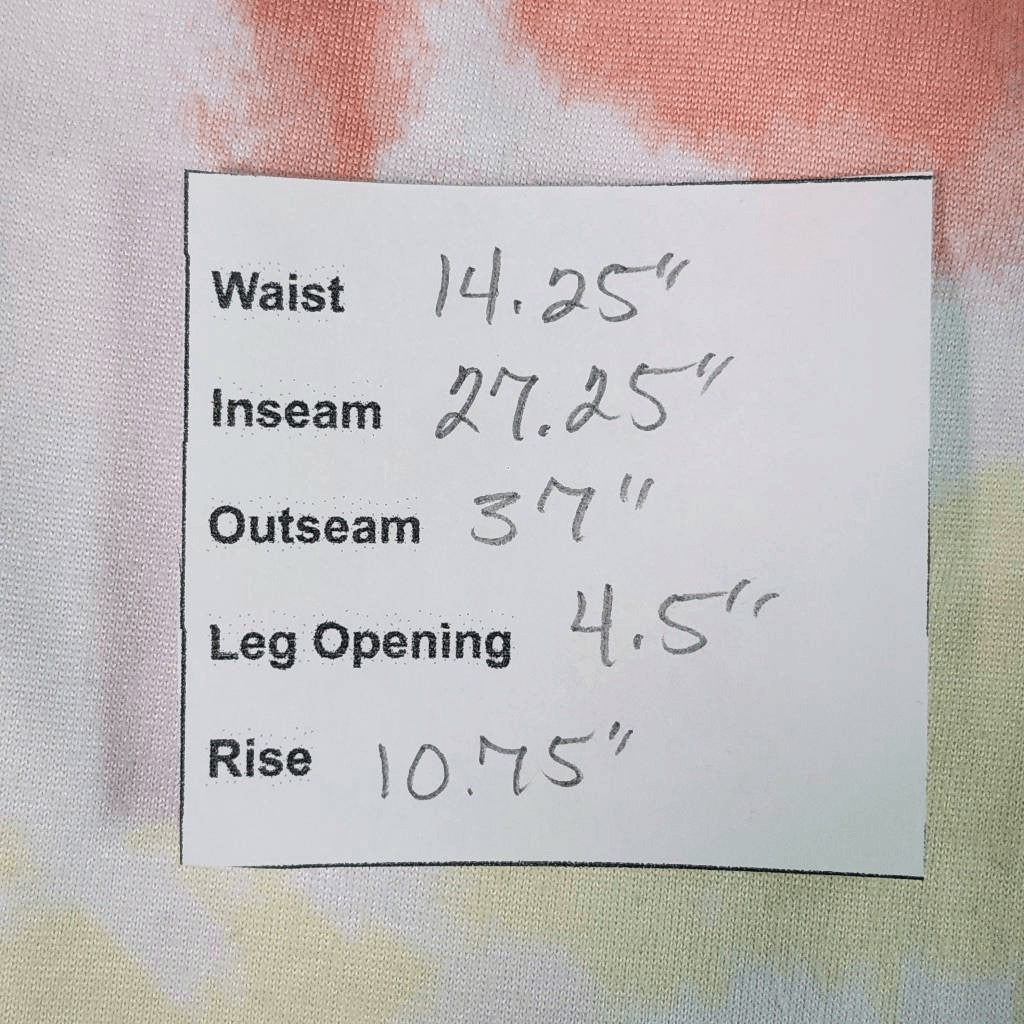 Waist 14.25"
Inseam 27.25"
Outseam 37"
Leg Opening 4.5"
Rise 10.75"